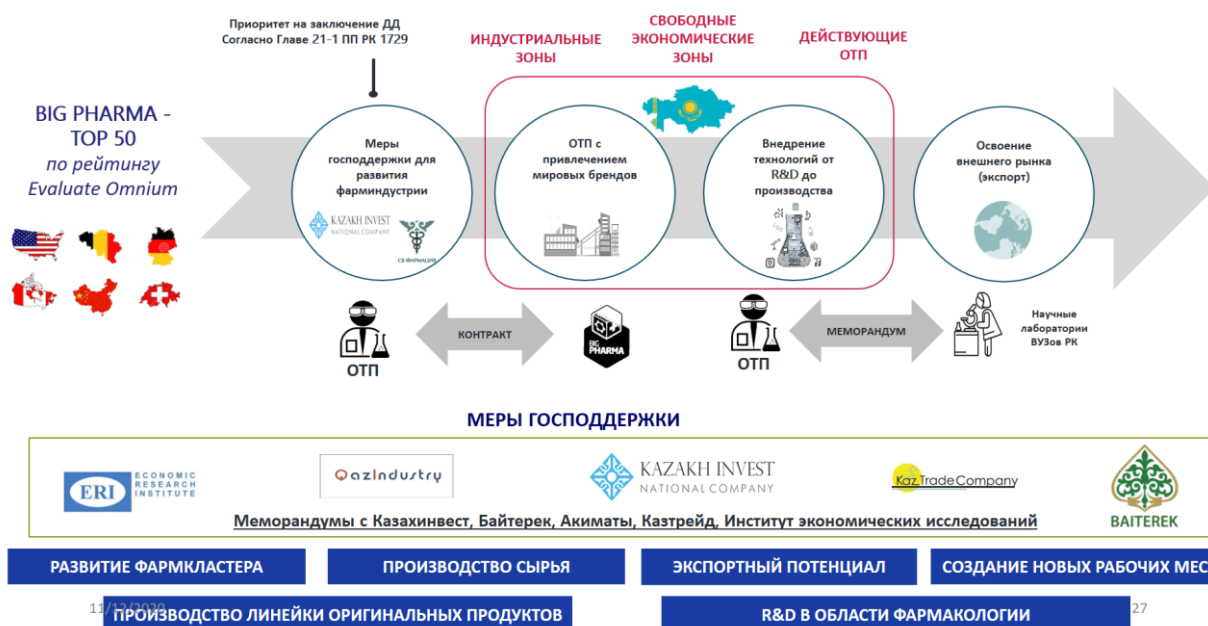 Приоритет на заключение ДД
Согласно Главе 21-1 ПП РК 1729
ИНДУСТРИАЛЬНЫЕ
ЗОНЫ
СВОБОДНЫЕ
ЭКОНОМИЧЕСКИЕ
ЗОНЫ
ДЕЙСТВУЮЩИЕ
ОТП
BIG PHARMA -
TOP 50
по рейтингу
Evaluate Omnium
Меры
господдержки для
развития
фарминдустрии
KAZAKH INVEST
NATIONAL COMPANY
СК-ФАРМАЦИЯ
ОТП с
привлечением
мировых брендов
Внедрение
технологий от
R&D до
производства
Освоение
внешнего рынка
(экспорт)
ОТП
КОНТРАКТ
BIG
PHARMA
ОТП
МЕМОРАНДУМ
Научные
лаборатории
ВУЗов РК
МЕРЫ ГОСПОДДЕРЖКИ
ERI
ECONOMIC
RESEARCH
INSTITUTE
QazIndustry
KAZAKH INVEST
NATIONAL COMPANY
Kaz.TradeCompany
BAITEREK
Меморандумы с Казахинвест, Байтерек, Акиматы, Казтрейд, Институт экономических исследований
РАЗВИТИЕ ФАРМКЛАСТЕРА
ПРОИЗВОДСТВО СЫРЬЯ
ЭКСПОРТНЫЙ ПОТЕНЦИАЛ
СОЗДАНИЕ НОВЫХ РАБОЧИХ МЕС
11/12/2020
ПРОИЗВОДСТВО ЛИНЕЙКИ ОРИГИНАЛЬНЫХ ПРОДУКТОВ
R&D В ОБЛАСТИ ФАРМАКОЛОГИИ
27